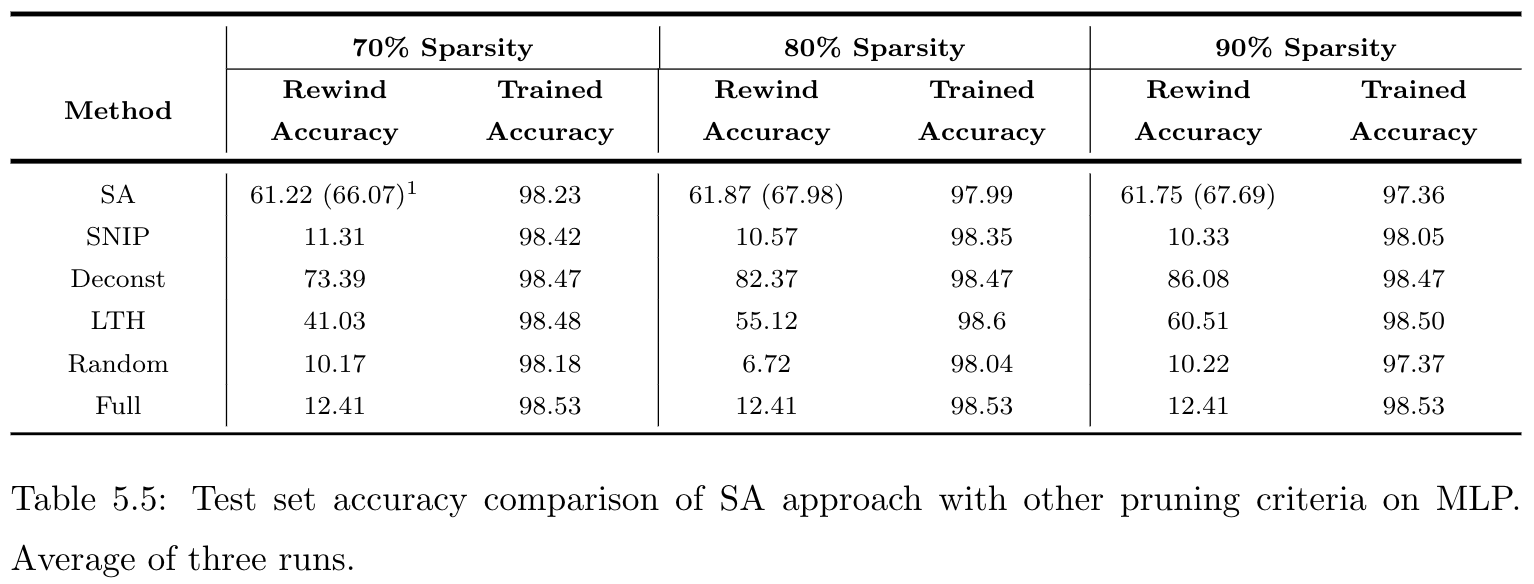 70% Sparsity 80% Sparsity 90% Sparsity
Method Rewind Accuracy Trained Accuracy Rewind Accuracy Trained Accuracy Rewind Accuracy Trained Accuracy
SA 61.22 (66.07)¹ 98.23 61.87 (67.98) 97.99 61.75 (67.69) 97.36
SNIP 11.31 98.42 10.57 98.35 10.33 98.05
Deconst 73.39 98.47 82.37 98.47 86.08 98.47
LTH 41.03 98.48 55.12 98.6 60.51 98.50
Random 10.17 98.18 6.72 98.04 10.22 97.37
Full 12.41 98.53 12.41 98.53 12.41 98.53
Table 5.5: Test set accuracy comparison of SA approach with other pruning criteria on MLP.
Average of three runs.